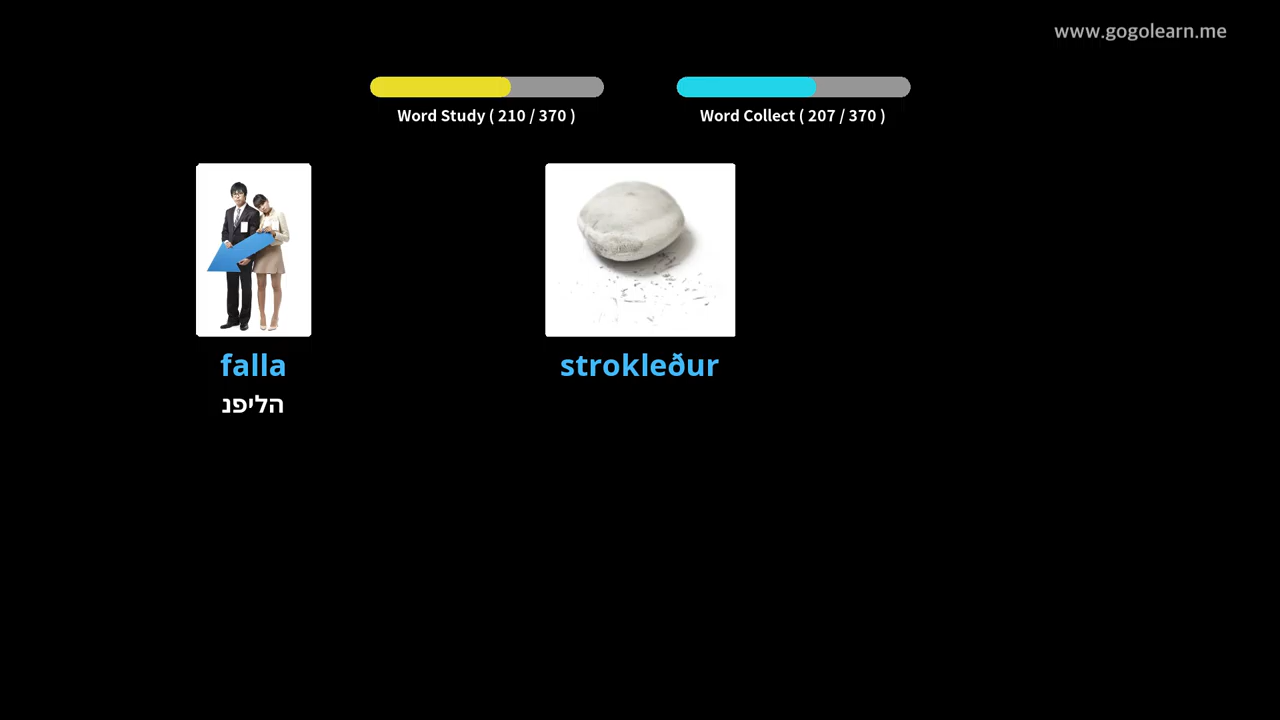 www.gogolearn.me
Word Study ( 210 / 370 )
Word Collect ( 207 / 370 )
falla
strokleður
הליפנ